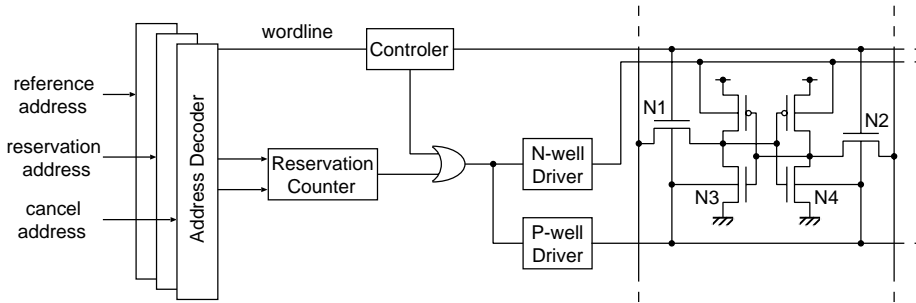 wordline
Controler
reference
address
reservation
address
cancel
address
Address Decoder
Reservation
Counter
N-well
Driver
P-well
Driver
N1
N2
N3
N4